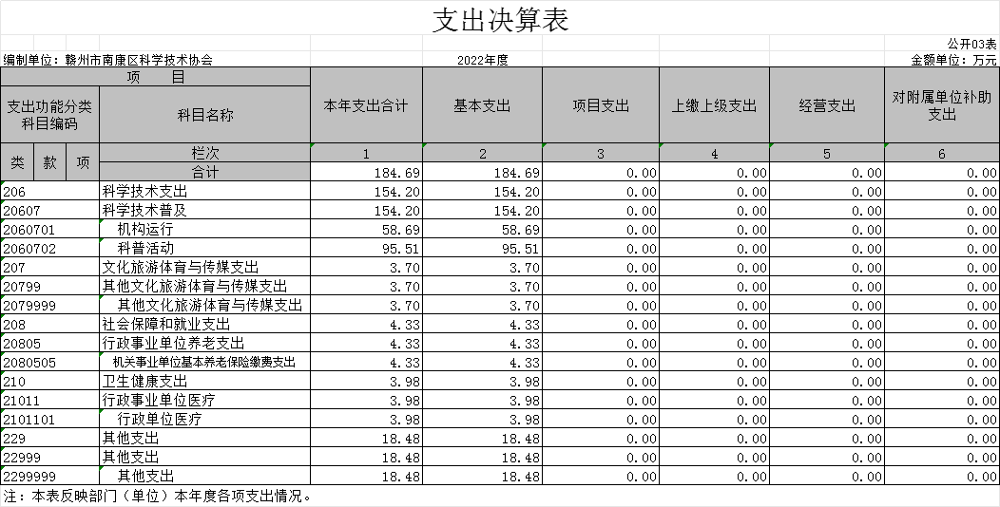 支出决算表
公开03表
编制单位：赣州市南康区科学技术协会 2022年度 金额单位：万元
项 目 本年支出合计 基本支出 项目支出 上缴上级支出 经营支出 对附属单位补助支出
支出功能分类科目编码 科目名称
类 款 项 栏次 1 2 3 4 5 6
合计 184.69 184.69 0.00 0.00 0.00 0.00
206 科学技术支出 154.20 154.20 0.00 0.00 0.00 0.00
20607 科学技术普及 154.20 154.20 0.00 0.00 0.00 0.00
2060701 机构运行 58.69 58.69 0.00 0.00 0.00 0.00
2060702 科普活动 95.51 95.51 0.00 0.00 0.00 0.00
207 文化旅游体育与传媒支出 3.70 3.70 0.00 0.00 0.00 0.00
20799 其他文化旅游体育与传媒支出 3.70 3.70 0.00 0.00 0.00 0.00
2079999 其他文化旅游体育与传媒支出 3.70 3.70 0.00 0.00 0.00 0.00
208 社会保障和就业支出 4.33 4.33 0.00 0.00 0.00 0.00
20805 行政事业单位养老支出 4.33 4.33 0.00 0.00 0.00 0.00
2080505 机关事业单位基本养老保险缴费支出 4.33 4.33 0.00 0.00 0.00 0.00
210 卫生健康支出 3.98 3.98 0.00 0.00 0.00 0.00
21011 行政事业单位医疗 3.98 3.98 0.00 0.00 0.00 0.00
2101101 行政单位医疗 3.98 3.98 0.00 0.00 0.00 0.00
229 其他支出 18.48 18.48 0.00 0.00 0.00 0.00
22999 其他支出 18.48 18.48 0.00 0.00 0.00 0.00
2299999 其他支出 18.48 18.48 0.00 0.00 0.00 0.00
注：本表反映部门（单位）本年度各项支出情况。